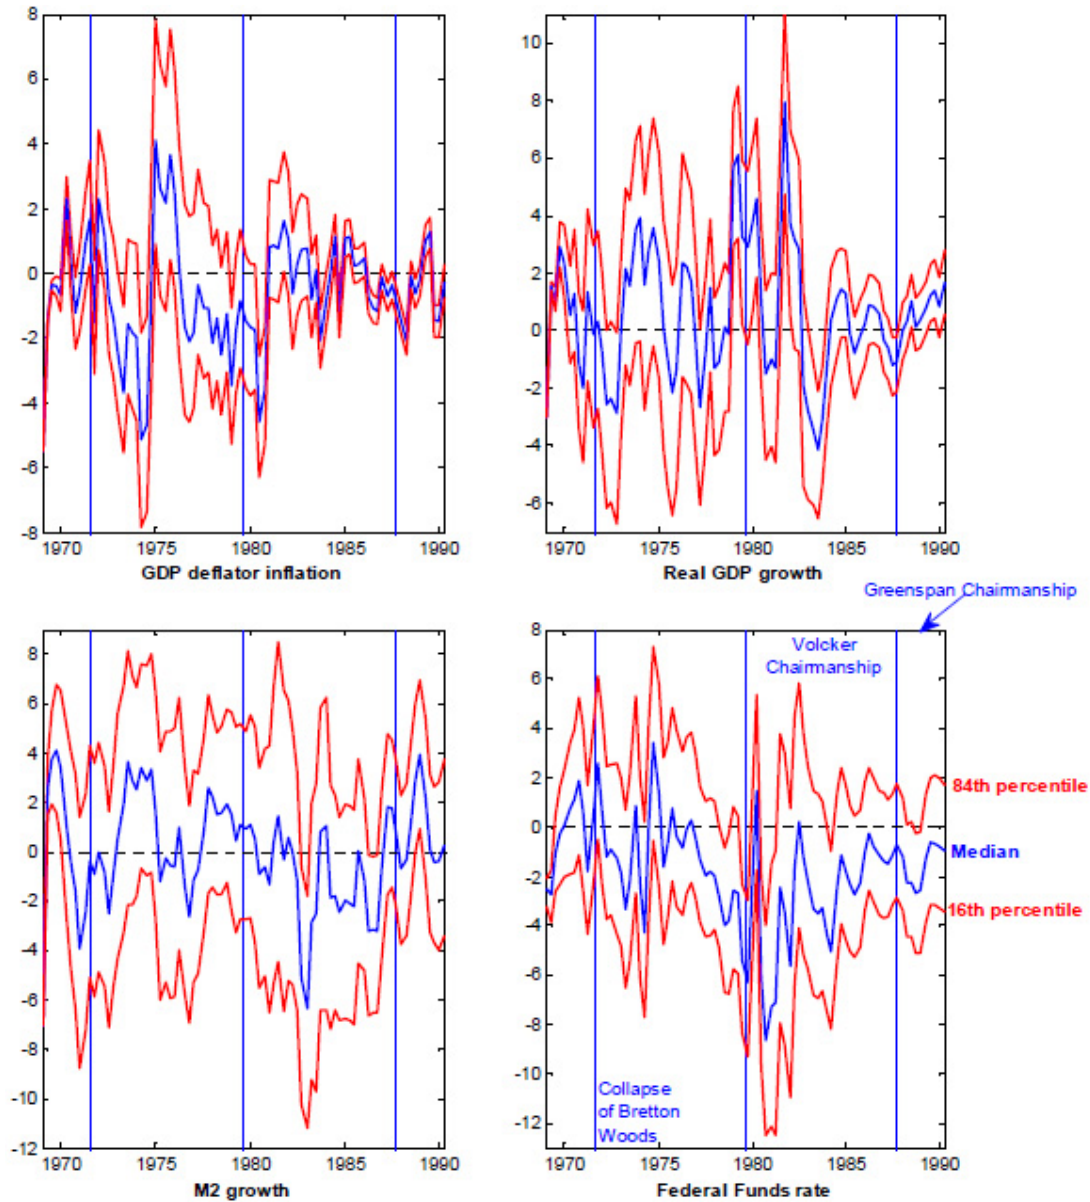 8
6
4
2
0
-2
-4
-6
-8
1970 1975 1980 1985 1990
GDP deflator inflation
10
8
6
4
2
0
-2
-4
-6
1970 1975 1980 1985 1990
Real GDP growth
8
6
4
2
0
-2
-4
-6
-8
-10
-12
1970 1975 1980 1985 1990
M2 growth
Greenspan Chairmanship
8
6
4
2
0
-2
-4
-6
-8
-10
-12
Volcker
Chairmanship
84th percentile
Median
16th percentile
Collapse
of Bretton
Woods
1970 1975 1980 1985 1990
Federal Funds rate